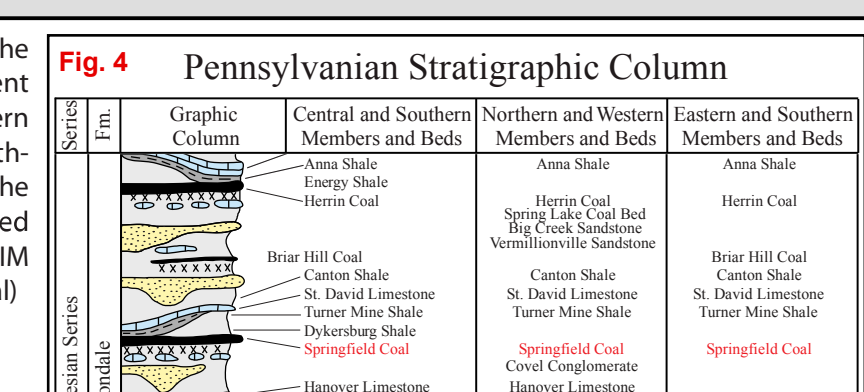 he
ent
ern
th-
he
ed
IM
al)
Fig. 4
Pennsylvanian Stratigraphic Column
Series
Fm.
Graphic
Column
Central and Southern
Members and Beds
Northern and Western
Members and Beds
Eastern and Southern
Members and Beds
esian Series
ondale
Anna Shale
Energy Shale
Herrin Coal
Briar Hill Coal
Canton Shale
St. David Limestone
Turner Mine Shale
Dykersburg Shale
Springfield Coal
Hanover Limestone
Anna Shale
Herrin Coal
Spring Lake Coal Bed
Big Creek Sandstone
Vermillionville Sandstone
Canton Shale
St. David Limestone
Turner Mine Shale
Springfield Coal
Covel Conglomerate
Hanover Limestone
Anna Shale
Herrin Coal
Briar Hill Coal
Canton Shale
St. David Limestone
Turner Mine Shale
Springfield Coal